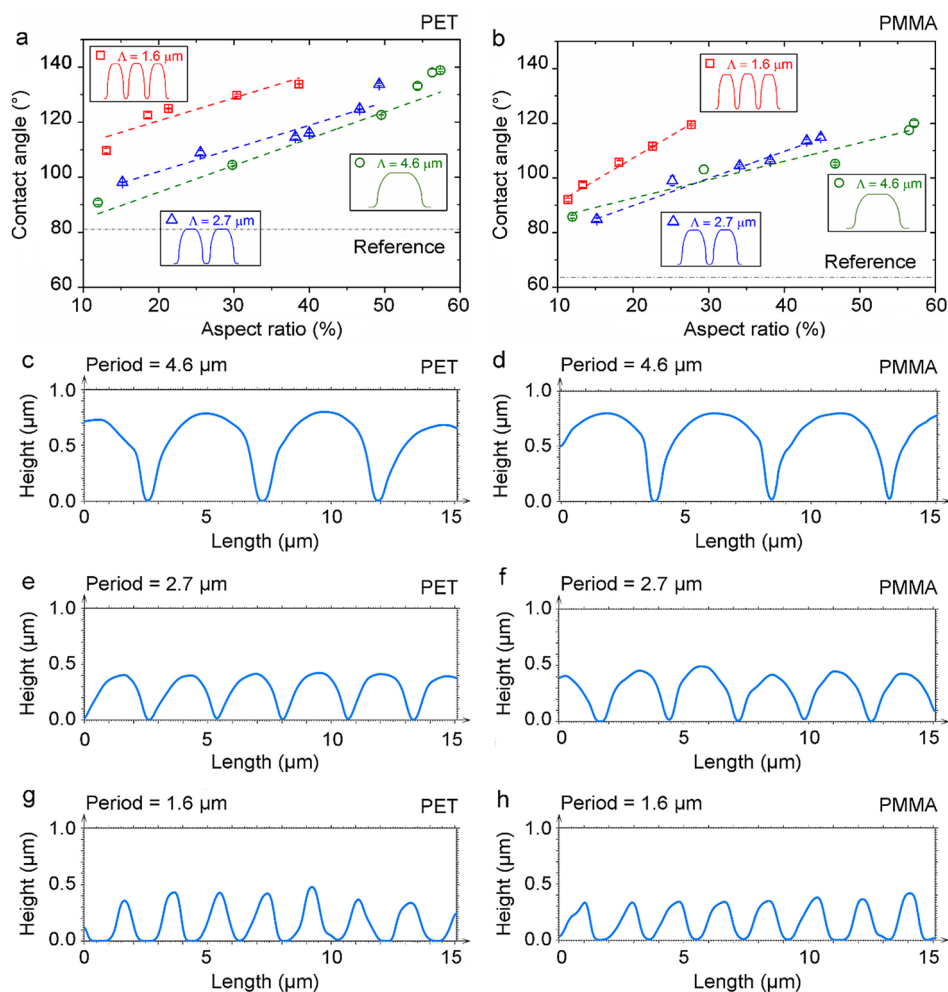 a
PET
Contact angle (°)
140
120
100
80
60
Λ = 1.6 µm
Λ = 4.6 µm
Λ = 2.7 µm
Reference
10 20 30 40 50 60
Aspect ratio (%)
b
PMMA
Contact angle (°)
140
120
100
80
60
Λ = 1.6 µm
Λ = 4.6 µm
Λ = 2.7 µm
Reference
10 20 30 40 50 60
Aspect ratio (%)
c
Period = 4.6 µm
PET
Height (µm)
1.0
0.5
0.0
0 5 10 15
Length (µm)
d
Period = 4.6 µm
PMMA
Height (µm)
1.0
0.5
0.0
0 5 10 15
Length (µm)
e
Period = 2.7 µm
PET
Height (µm)
1.0
0.5
0.0
0 5 10 15
Length (µm)
f
Period = 2.7 µm
PMMA
Height (µm)
1.0
0.5
0.0
0 5 10 15
Length (µm)
g
Period = 1.6 µm
PET
Height (µm)
1.0
0.5
0.0
0 5 10 15
Length (µm)
h
Period = 1.6 µm
PMMA
Height (µm)
1.0
0.5
0.0
0 5 10 15
Length (µm)